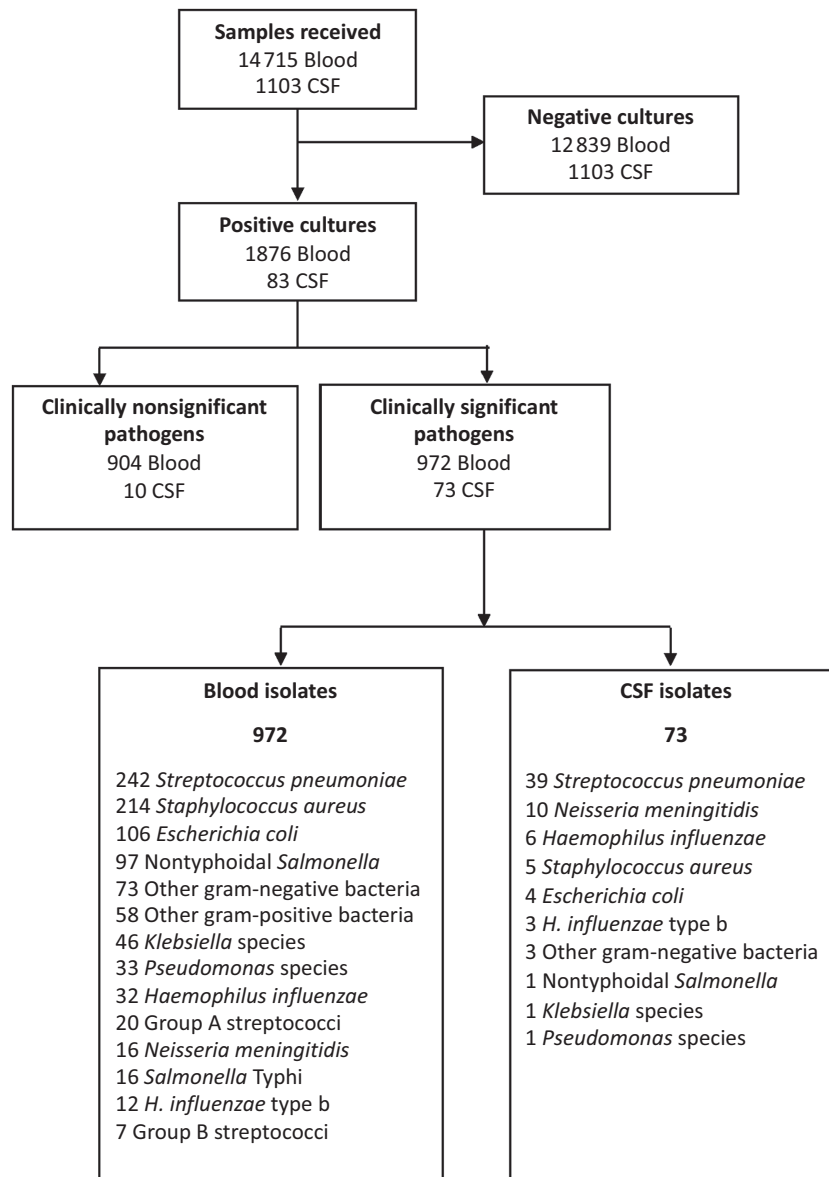 Samples received
14 715 Blood
1103 CSF
Negative cultures
12 839 Blood
1103 CSF
Positive cultures
1876 Blood
83 CSF
Clinically nonsignificant
pathogens
904 Blood
10 CSF
Clinically significant
pathogens
972 Blood
73 CSF
Blood isolates
972
242 Streptococcus pneumoniae
214 Staphylococcus aureus
106 Escherichia coli
97 Nontyphoidal Salmonella
73 Other gram-negative bacteria
58 Other gram-positive bacteria
46 Klebsiella species
33 Pseudomonas species
32 Haemophilus influenzae
20 Group A streptococci
16 Neisseria meningitidis
16 Salmonella Typhi
12 H. influenzae type b
7 Group B streptococci
CSF isolates
73
39 Streptococcus pneumoniae
10 Neisseria meningitidis
6 Haemophilus influenzae
5 Staphylococcus aureus
4 Escherichia coli
3 H. influenzae type b
3 Other gram-negative bacteria
1 Nontyphoidal Salmonella
1 Klebsiella species
1 Pseudomonas species